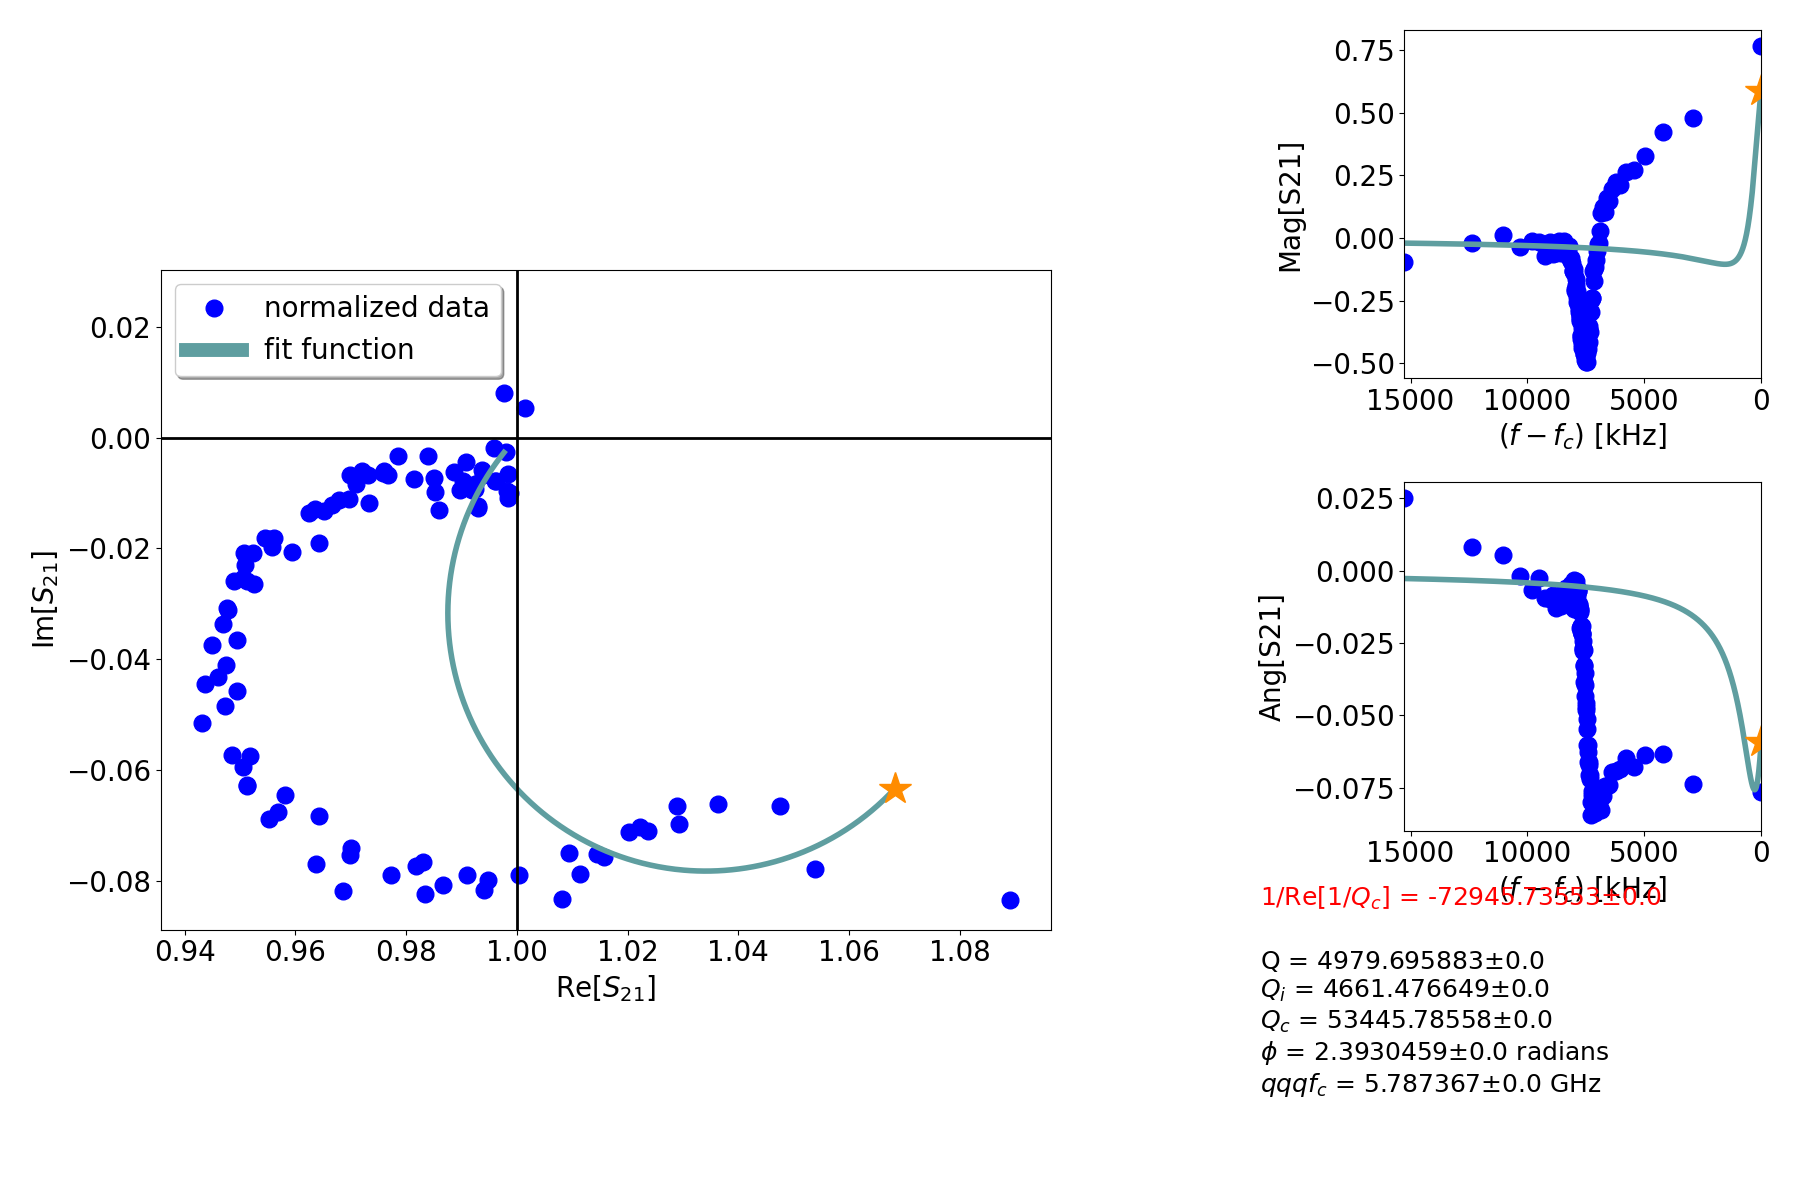 normalized data
fit function
0.02
0.00
−0.02
−0.04
−0.06
−0.08
Im[S21]
0.94 0.96 0.98 1.00 1.02 1.04 1.06 1.08
Re[S21]
0.75
0.50
0.25
0.00
−0.25
−0.50
Mag[S21]
15000 10000 5000 0
(f − fc) [kHz]
0.025
0.000
−0.025
−0.050
−0.075
Ang[S21]
15000 10000 5000 0
(f − fc) [kHz]
1/Re[1/Qc] = -72945.73553±0.0
Q = 4979.695883±0.0
Qi = 4661.476649±0.0
Qc = 53445.78558±0.0
ϕ = 2.3930459±0.0 radians
qqqfc = 5.787367±0.0 GHz